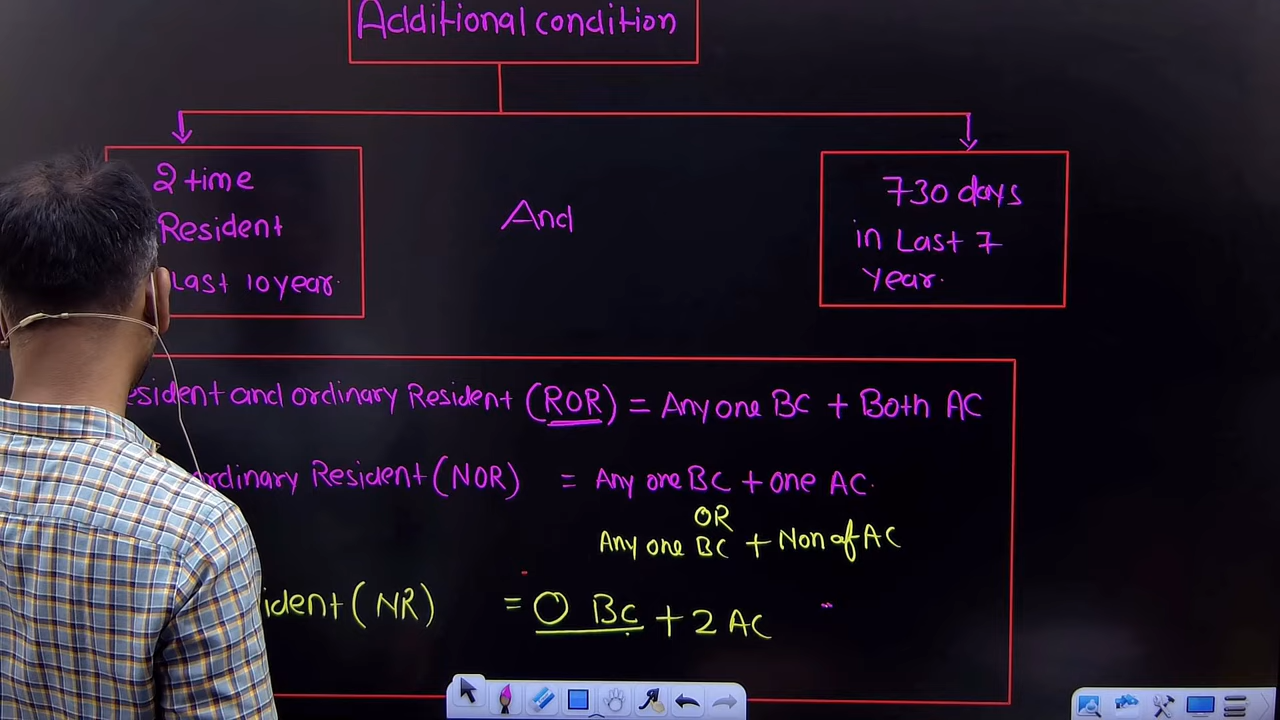 Additional condition
2 time
Resident
Last 10 year.
And
730 days
in Last 7
Year.
esident and ordinary Resident (ROR) = Any one BC + Both AC
ordinary Resident (NOR) = Any one BC + one AC.
OR
Any one BC + Non of AC
ident (NR) = 0 BC + 2 AC